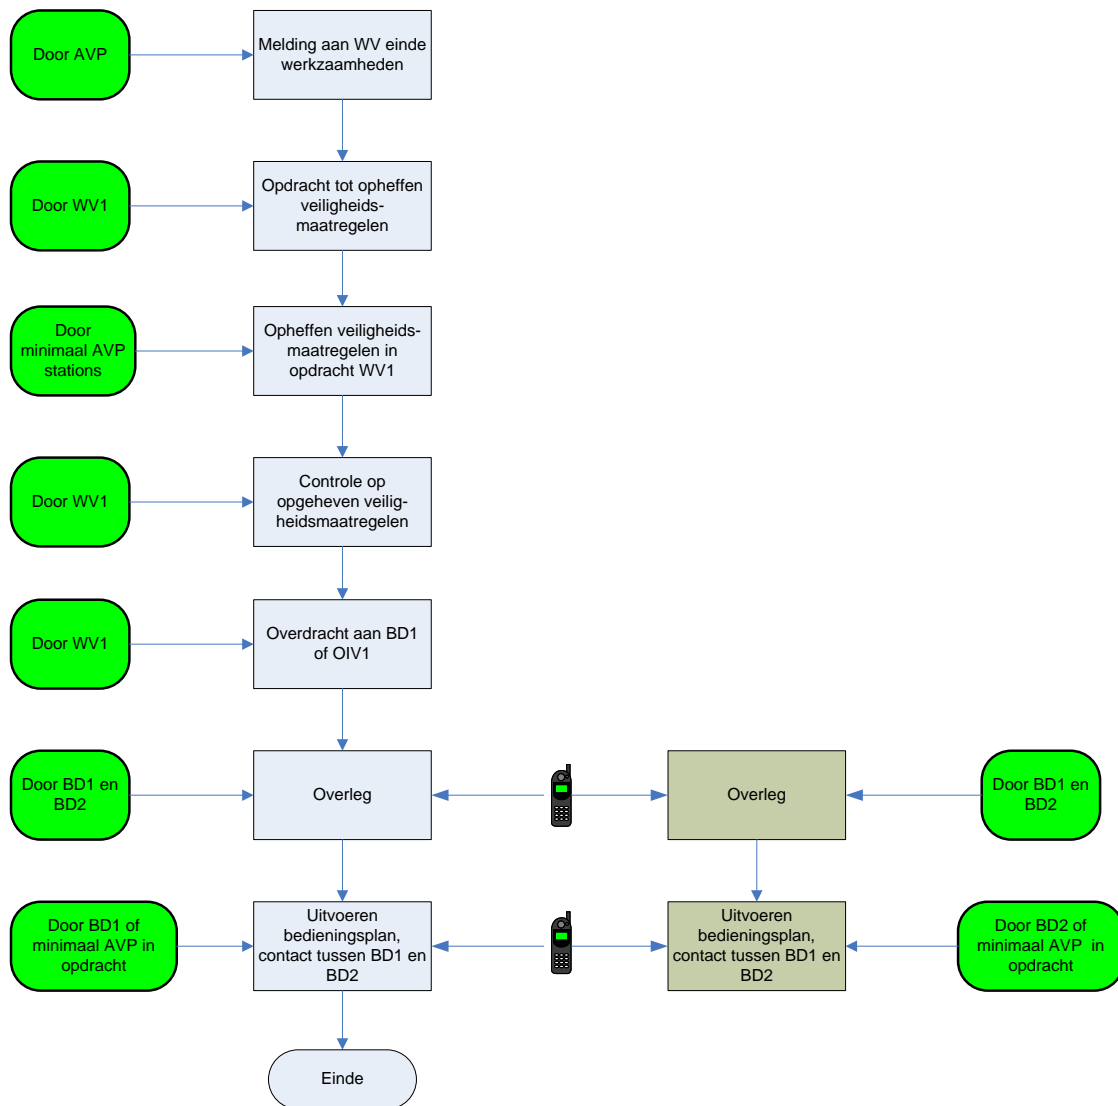 Door AVP
Melding aan WV einde
werkzaamheden
Door WV1
Opdracht tot opheffen
veiligheids-
maatregelen
Door
minimaal AVP
stations
Opheffen veiligheids-
maatregelen in
opdracht WV1
Door WV1
Controle op
opgeheven veilig-
heidsmaatregelen
Door WV1
Overdracht aan BD1
of OIV1
Door BD1 en
BD2
Overleg
Overleg
Door BD1 en
BD2
Door BD1 of
minimaal AVP in
opdracht
Uitvoeren
bedieningsplan,
contact tussen BD1 en
BD2
Uitvoeren
bedieningsplan,
contact tussen BD1 en
BD2
Door BD2 of
minimaal AVP  in
opdracht
Einde